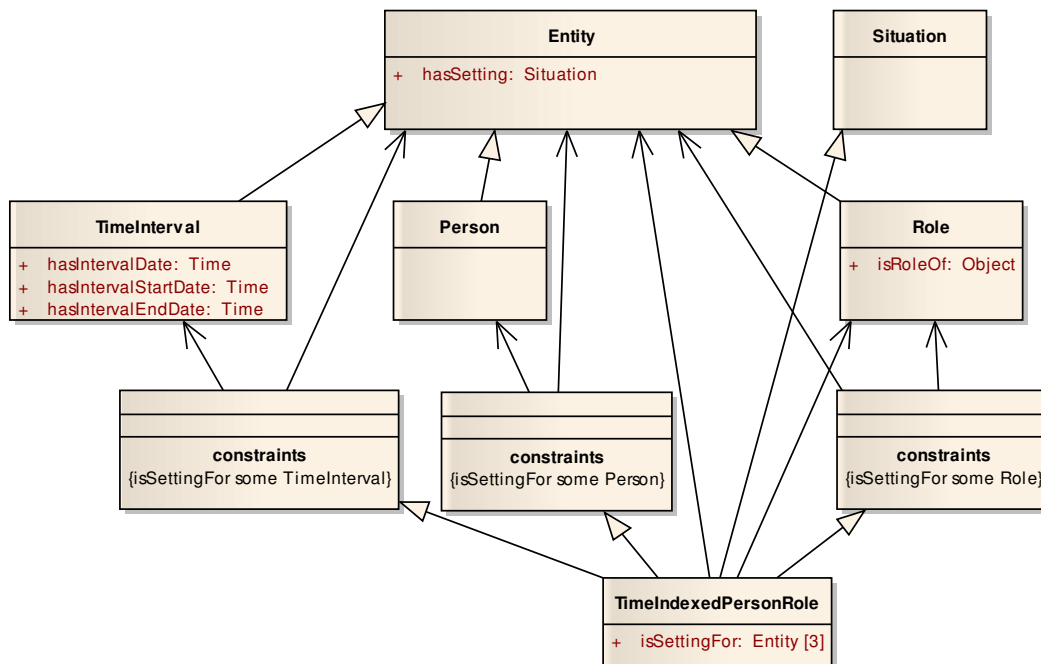 Entity
+ hasSetting: Situation
Situation
TimeInterval
+ hasIntervalDate: Time
+ hasIntervalStartDate: Time
+ hasIntervalEndDate: Time
Person
Role
+ isRoleOf: Object
constraints
{isSettingFor some TimeInterval}
constraints
{isSettingFor some Person}
constraints
{isSettingFor some Role}
TimeIndexedPersonRole
+ isSettingFor: Entity [3]